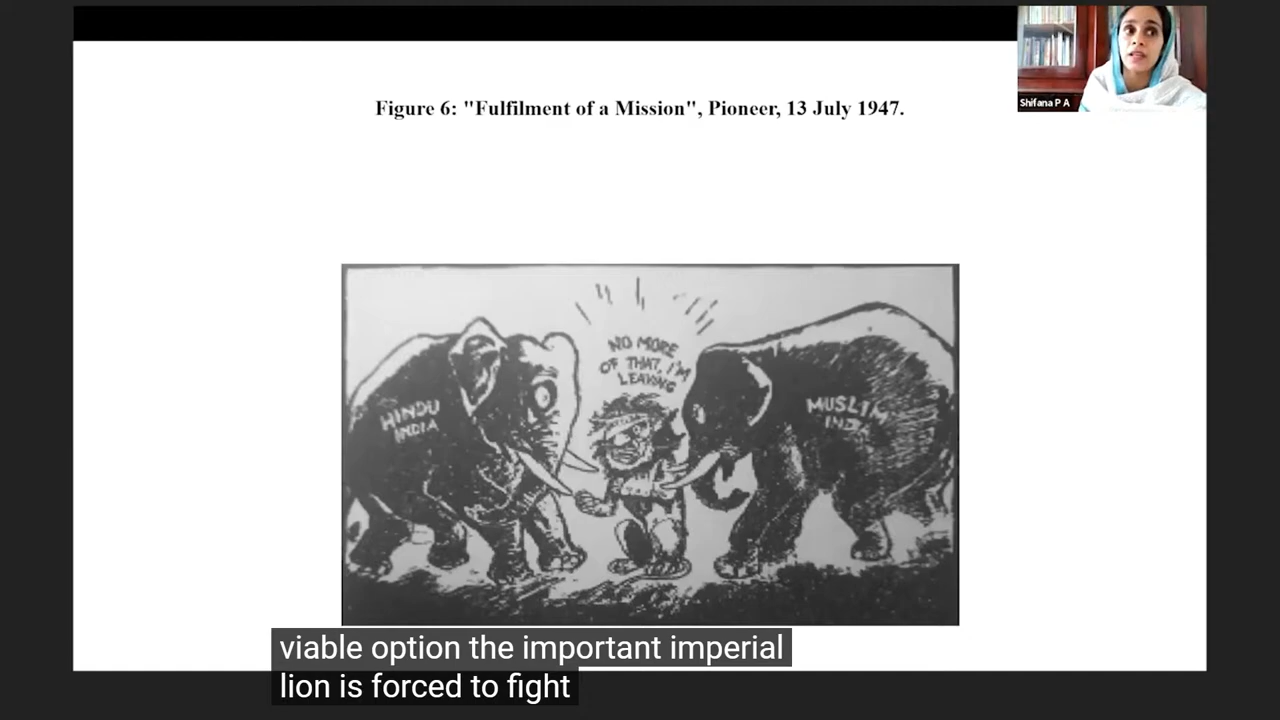 Shifana P A
Figure 6: "Fulfilment of a Mission", Pioneer, 13 July 1947.
NO MORE
OF THAT, I'M
LEAVING
HINDU
INDIA
MUSLIM
INDIA
viable option the important imperial
lion is forced to fight